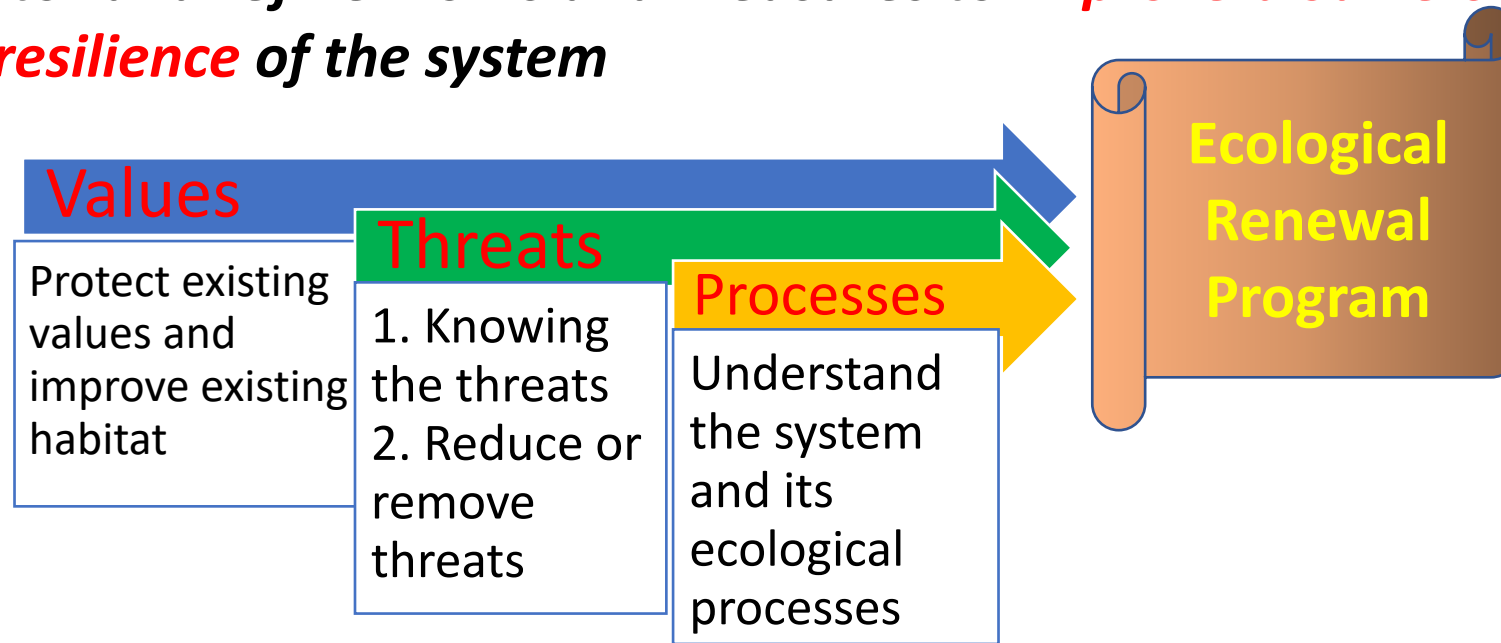 resilience of the system
Values
Protect existing
values and
improve existing
habitat
Threats
1. Knowing
the threats
2. Reduce or
remove
threats
Processes
Understand
the system
and its
ecological
processes
Ecological
Renewal
Program